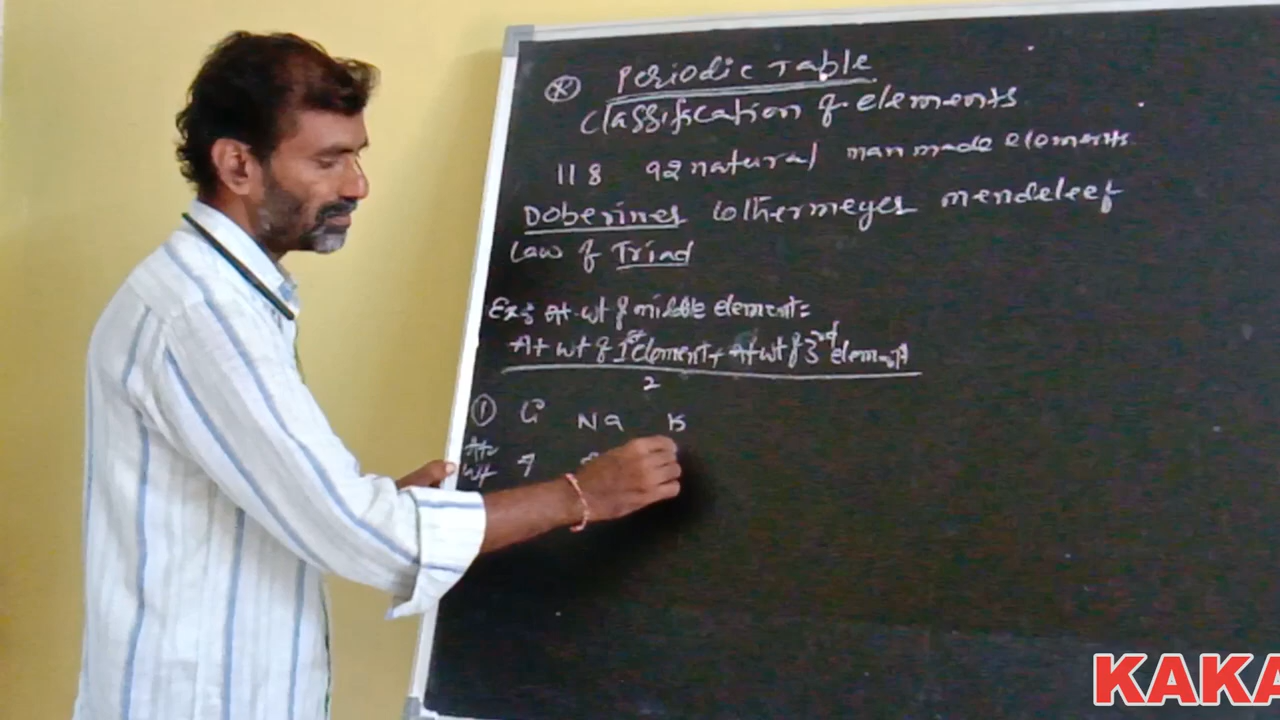 (*) Periodic Table
classification of elements
118 92 natural man made elements
Doberiners lothermeyer mendeleef
Law of Triad
Ex: At. wt of middle element =
At wt of 1st element + At wt of 3rd element
2
① Li Na K
At. wt 7
KAKA